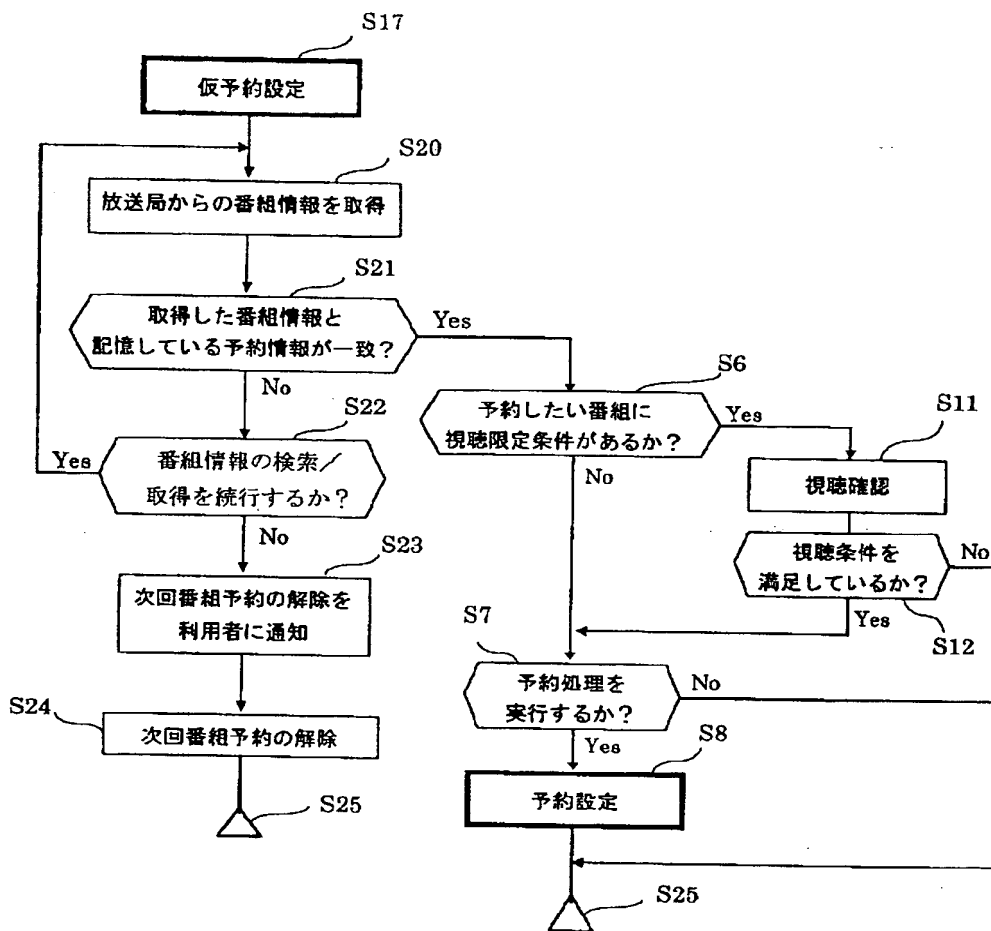 S17
仮予約設定
S20
放送局からの番組情報を取得
S21
取得した番組情報と
記憶している予約情報が一致?
Yes
No
S22
番組情報の検索/
取得を続行するか?
Yes
No
S23
次回番組予約の解除を
利用者に通知
S24
次回番組予約の解除
S25
S6
予約したい番組に
視聴限定条件があるか?
Yes
No
S11
視聴確認
視聴条件を
満足しているか?
No
Yes
S12
S7
予約処理を
実行するか?
No
Yes
S8
予約設定
S25